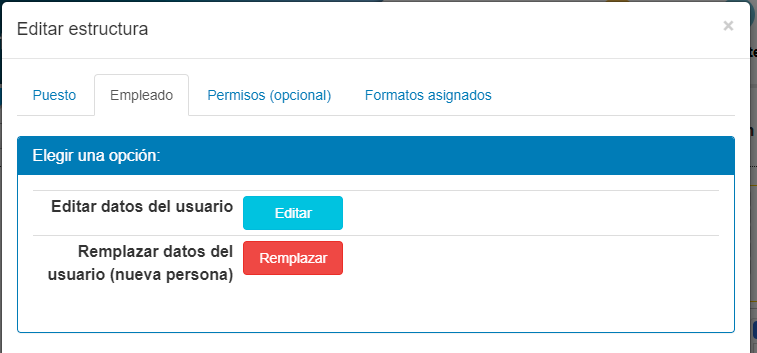 Editar estructura
×
Puesto
Empleado
Permisos (opcional)
Formatos asignados
Elegir una opción:
Editar datos del usuario
Editar
Remplazar datos del
usuario (nueva persona)
Remplazar